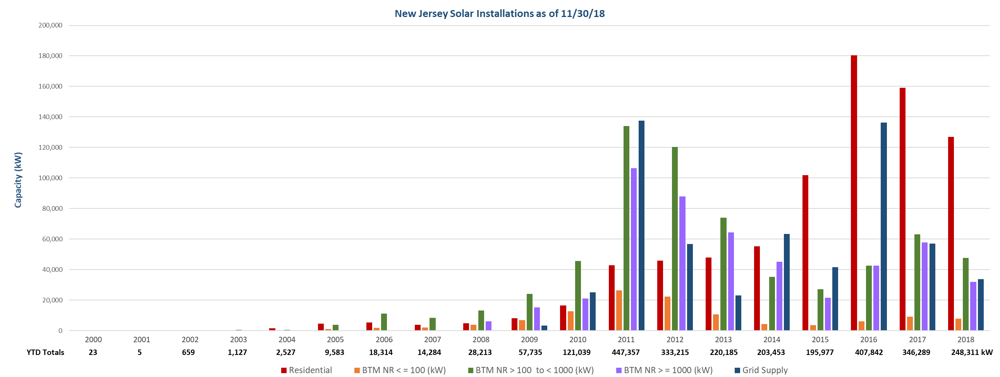 New Jersey Solar Installations as of 11/30/18
Capacity (kW)
200,000
180,000
160,000
140,000
120,000
100,000
80,000
60,000
40,000
20,000
0
2000 2001 2002 2003 2004 2005 2006 2007 2008 2009 2010 2011 2012 2013 2014 2015 2016 2017 2018
YTD Totals 23 5 659 1,127 2,527 9,583 18,314 14,284 28,213 57,735 121,039 447,357 333,215 220,185 203,453 195,977 407,842 346,289 248,311 kW
Residential BTM NR < = 100 (kW) BTM NR > 100 to < 1000 (kW) BTM NR > = 1000 (kW) Grid Supply